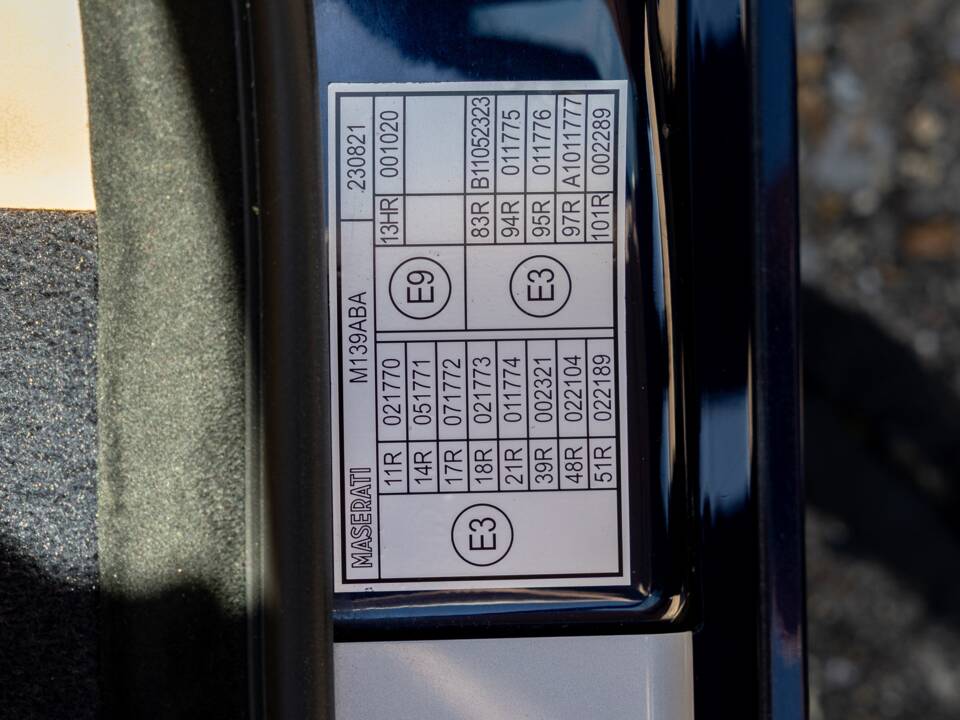 MASERATI M139ABA 230821
E3
11R 021770
14R 051771
17R 071772
18R 021773
21R 011774
39R 002321
48R 022104
51R 022189
E9
13HR 001020
E3
83R B11052323
94R 011775
95R 011776
97R A1011777
101R 002289